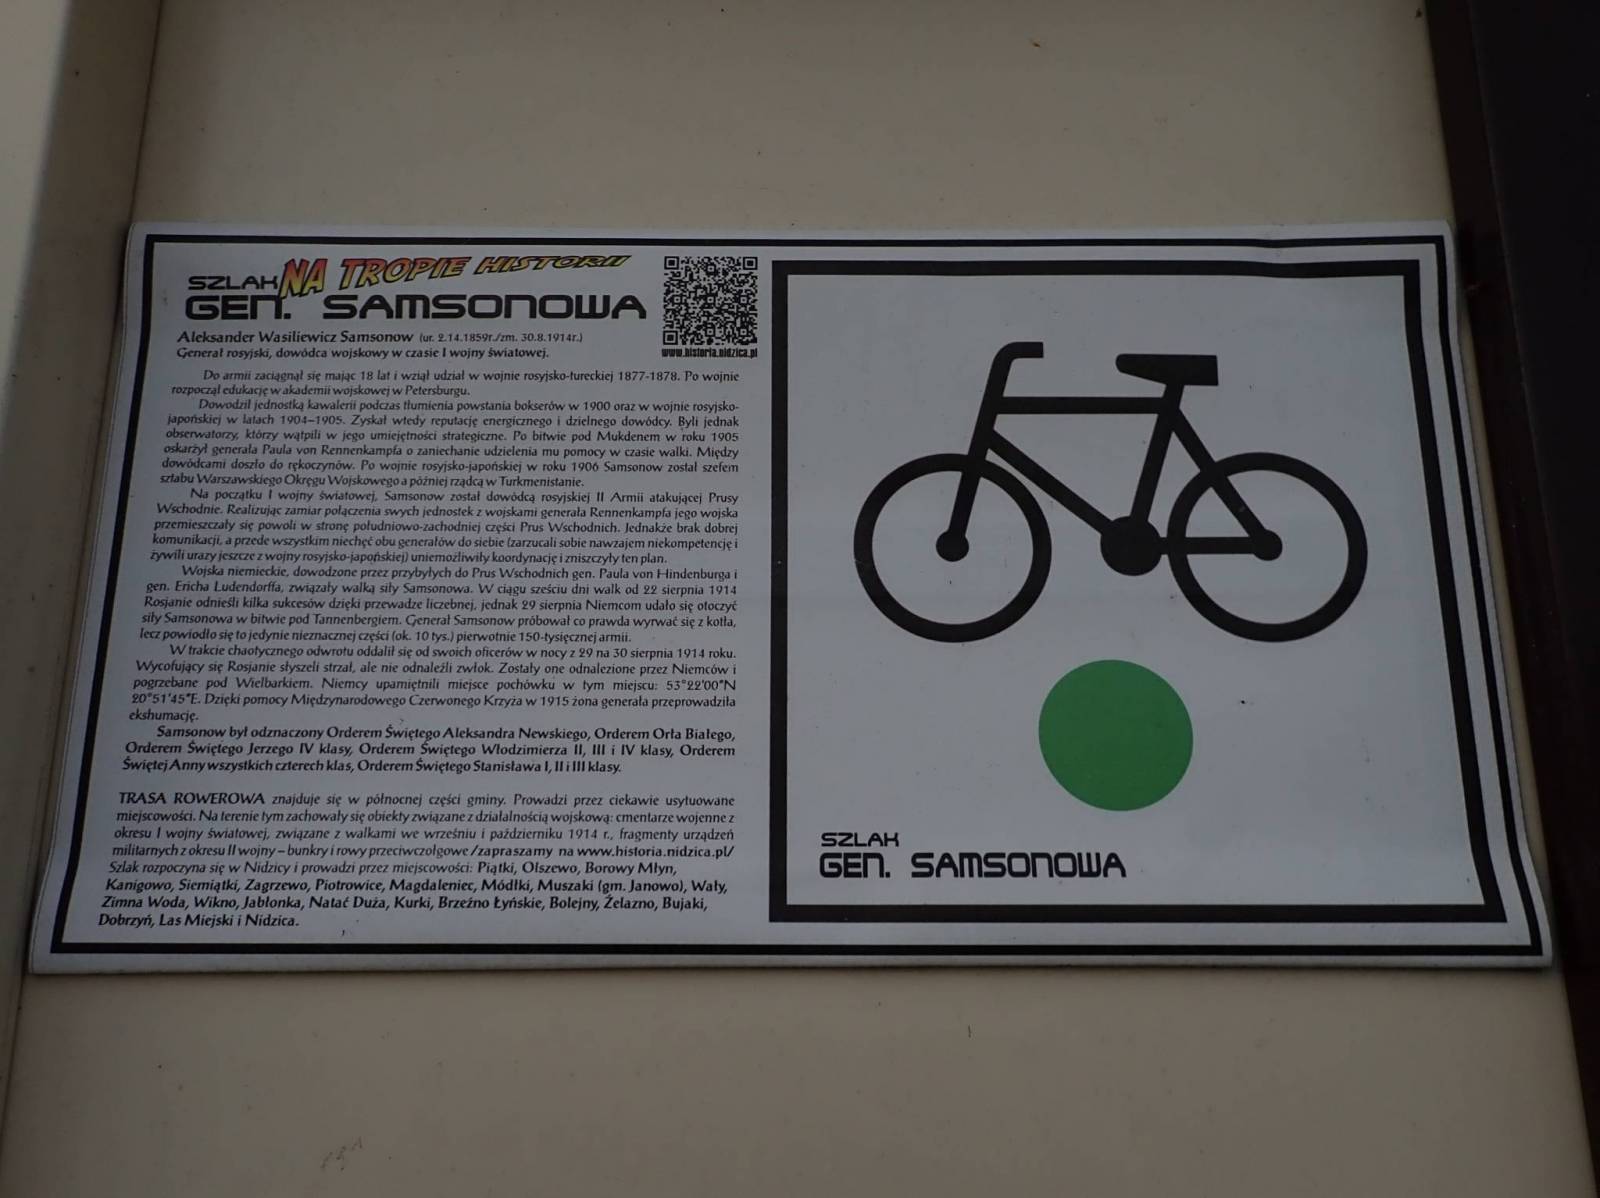 SZLAK NA TROPIE HISTORII
GEN. SAMSONOWA
www.historia.nidzica.pl
Aleksander Wasiliewicz Samsonow (ur. 2.14.1859r./zm. 30.8.1914r.)
Generał rosyjski, dowódca wojskowy w czasie I wojny światowej.
Do armii zaciągnął się mając 18 lat i wziął udział w wojnie rosyjsko-tureckiej 1877-1878. Po wojnie
rozpoczął edukację w akademii wojskowej w Petersburgu.
Dowodził jednostką kawalerii podczas tłumienia powstania bokserów w 1900 oraz w wojnie rosyjsko-
japońskiej w latach 1904–1905. Zyskał wtedy reputację energicznego i dzielnego dowódcy. Byli jednak
obserwatorzy, którzy wątpili w jego umiejętności strategiczne. Po bitwie pod Mukdenem w roku 1905
oskarżył generała Paula von Rennenkampfa o zaniechanie udzielenia mu pomocy w czasie walki. Między
dowódcami doszło do rękoczynów. Po wojnie rosyjsko-japońskiej w roku 1906 Samsonow został szefem
sztabu Warszawskiego Okręgu Wojskowego a później rządcą w Turkmenistanie.
Na początku I wojny światowej, Samsonow został dowódcą rosyjskiej II Armii atakującej Prusy
Wschodnie. Realizując zamiar połączenia swych jednostek z wojskami generała Rennenkampfa jego wojska
przemieszczały się powoli w stronę południowo-zachodniej części Prus Wschodnich. Jednakże brak dobrej
komunikacji, a przede wszystkim niechęć obu generałów do siebie (zarzucali sobie nawzajem niekompetencję i
żywili urazy jeszcze z wojny rosyjsko-japońskiej) uniemożliwiły koordynację i zniszczyły ten plan.
Wojska niemieckie, dowodzone przez przybyłych do Prus Wschodnich gen. Paula von Hindenburga i
gen. Ericha Ludendorffa, związały walką siły Samsonowa. W ciągu sześciu dni walk od 22 sierpnia 1914
Rosjanie odnieśli kilka sukcesów dzięki przewadze liczebnej, jednak 29 sierpnia Niemcom udało się otoczyć
siły Samsonowa w bitwie pod Tannenbergiem. Generał Samsonow próbował co prawda wyrwać się z kotła,
lecz powiodło się to jedynie nieznacznej części (ok. 10 tys.) pierwotnie 150-tysięcznej armii.
W trakcie chaotycznego odwrotu oddalił się od swoich oficerów w nocy z 29 na 30 sierpnia 1914 roku.
Wycofujący się Rosjanie słyszeli strzał, ale nie odnaleźli zwłok. Zostały one odnalezione przez Niemców i
pogrzebane pod Wielbarkiem. Niemcy upamiętnili miejsce pochówku w tym miejscu: 53°22'00"N
20°51'45"E. Dzięki pomocy Międzynarodowego Czerwonego Krzyża w 1915 żona generała przeprowadziła
ekshumację.
Samsonow był odznaczony Orderem Świętego Aleksandra Newskiego, Orderem Orła Białego,
Orderem Świętego Jerzego IV klasy, Orderem Świętego Włodzimierza II, III i IV klasy, Orderem
Świętej Anny wszystkich czterech klas, Orderem Świętego Stanisława I, II i III klasy.
TRASA ROWEROWA znajduje się w północnej części gminy. Prowadzi przez ciekawie usytuowane
miejscowości. Na terenie tym zachowały się obiekty związane z działalnością wojskową: cmentarze wojenne z
okresu I wojny światowej, związane z walkami we wrześniu i październiku 1914 r., fragmenty urządzeń
militarnych z okresu II wojny – bunkry i rowy przeciwczołgowe /zapraszamy na www.historia.nidzica.pl/
Szlak rozpoczyna się w Nidzicy i prowadzi przez miejscowości: Piątki, Olszewo, Borowy Młyn,
Kanigowo, Siemiątki, Zagrzewo, Piotrowice, Magdaleniec, Módłki, Muszaki (gm. Janowo), Wały,
Zimna Woda, Wikno, Jabłonka, Natać Duża, Kurki, Brzeźno Łyńskie, Bolejny, Żelazno, Bujaki,
Dobrzyń, Las Miejski i Nidzica.
SZLAK
GEN. SAMSONOWA